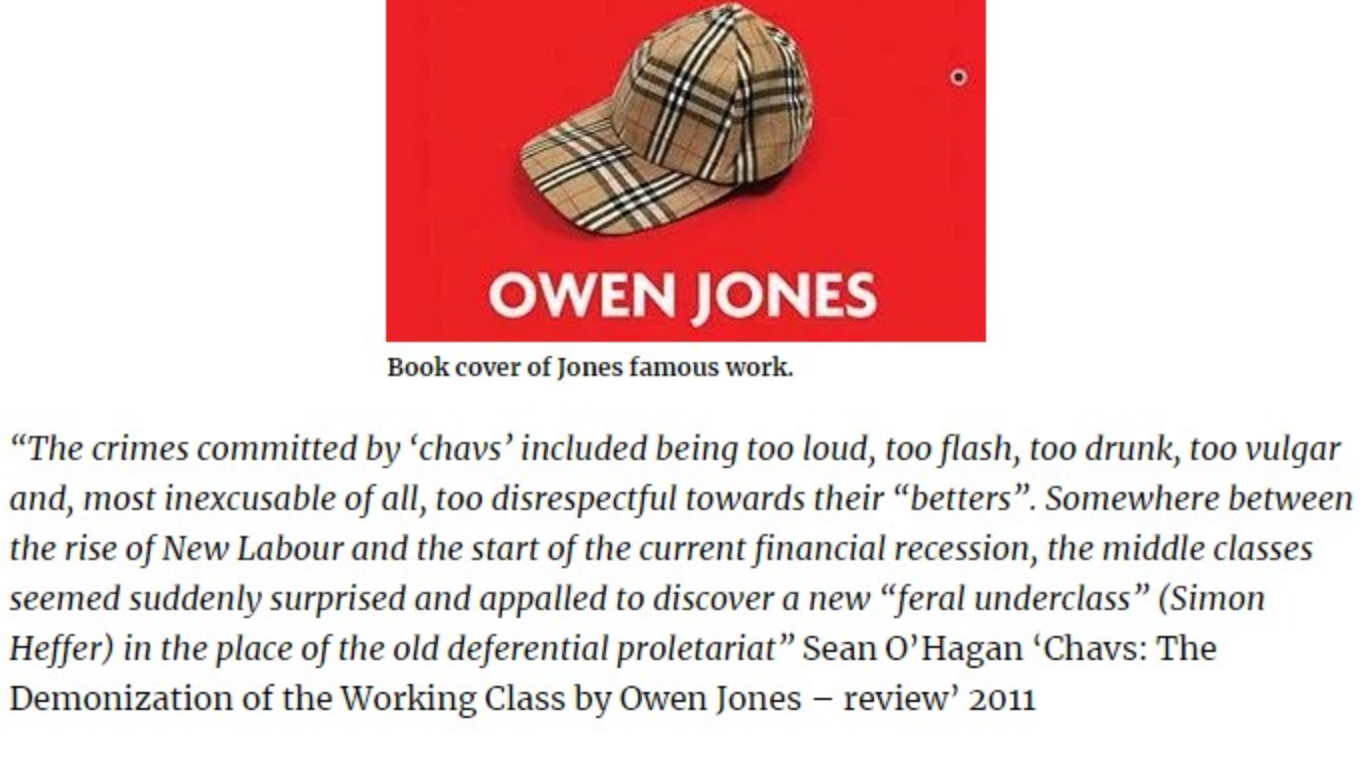 OWEN JONES
Book cover of Jones famous work.
“The crimes committed by ‘chavs’ included being too loud, too flash, too drunk, too vulgar
and, most inexcusable of all, too disrespectful towards their “betters”. Somewhere between
the rise of New Labour and the start of the current financial recession, the middle classes
seemed suddenly surprised and appalled to discover a new “feral underclass” (Simon
Heffer) in the place of the old deferential proletariat” Sean O’Hagan ‘Chavs: The
Demonization of the Working Class by Owen Jones – review’ 2011